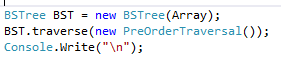 BSTree BST = new BSTree(Array);
BST.traverse(new PreOrderTraversal());
Console.Write("\n");